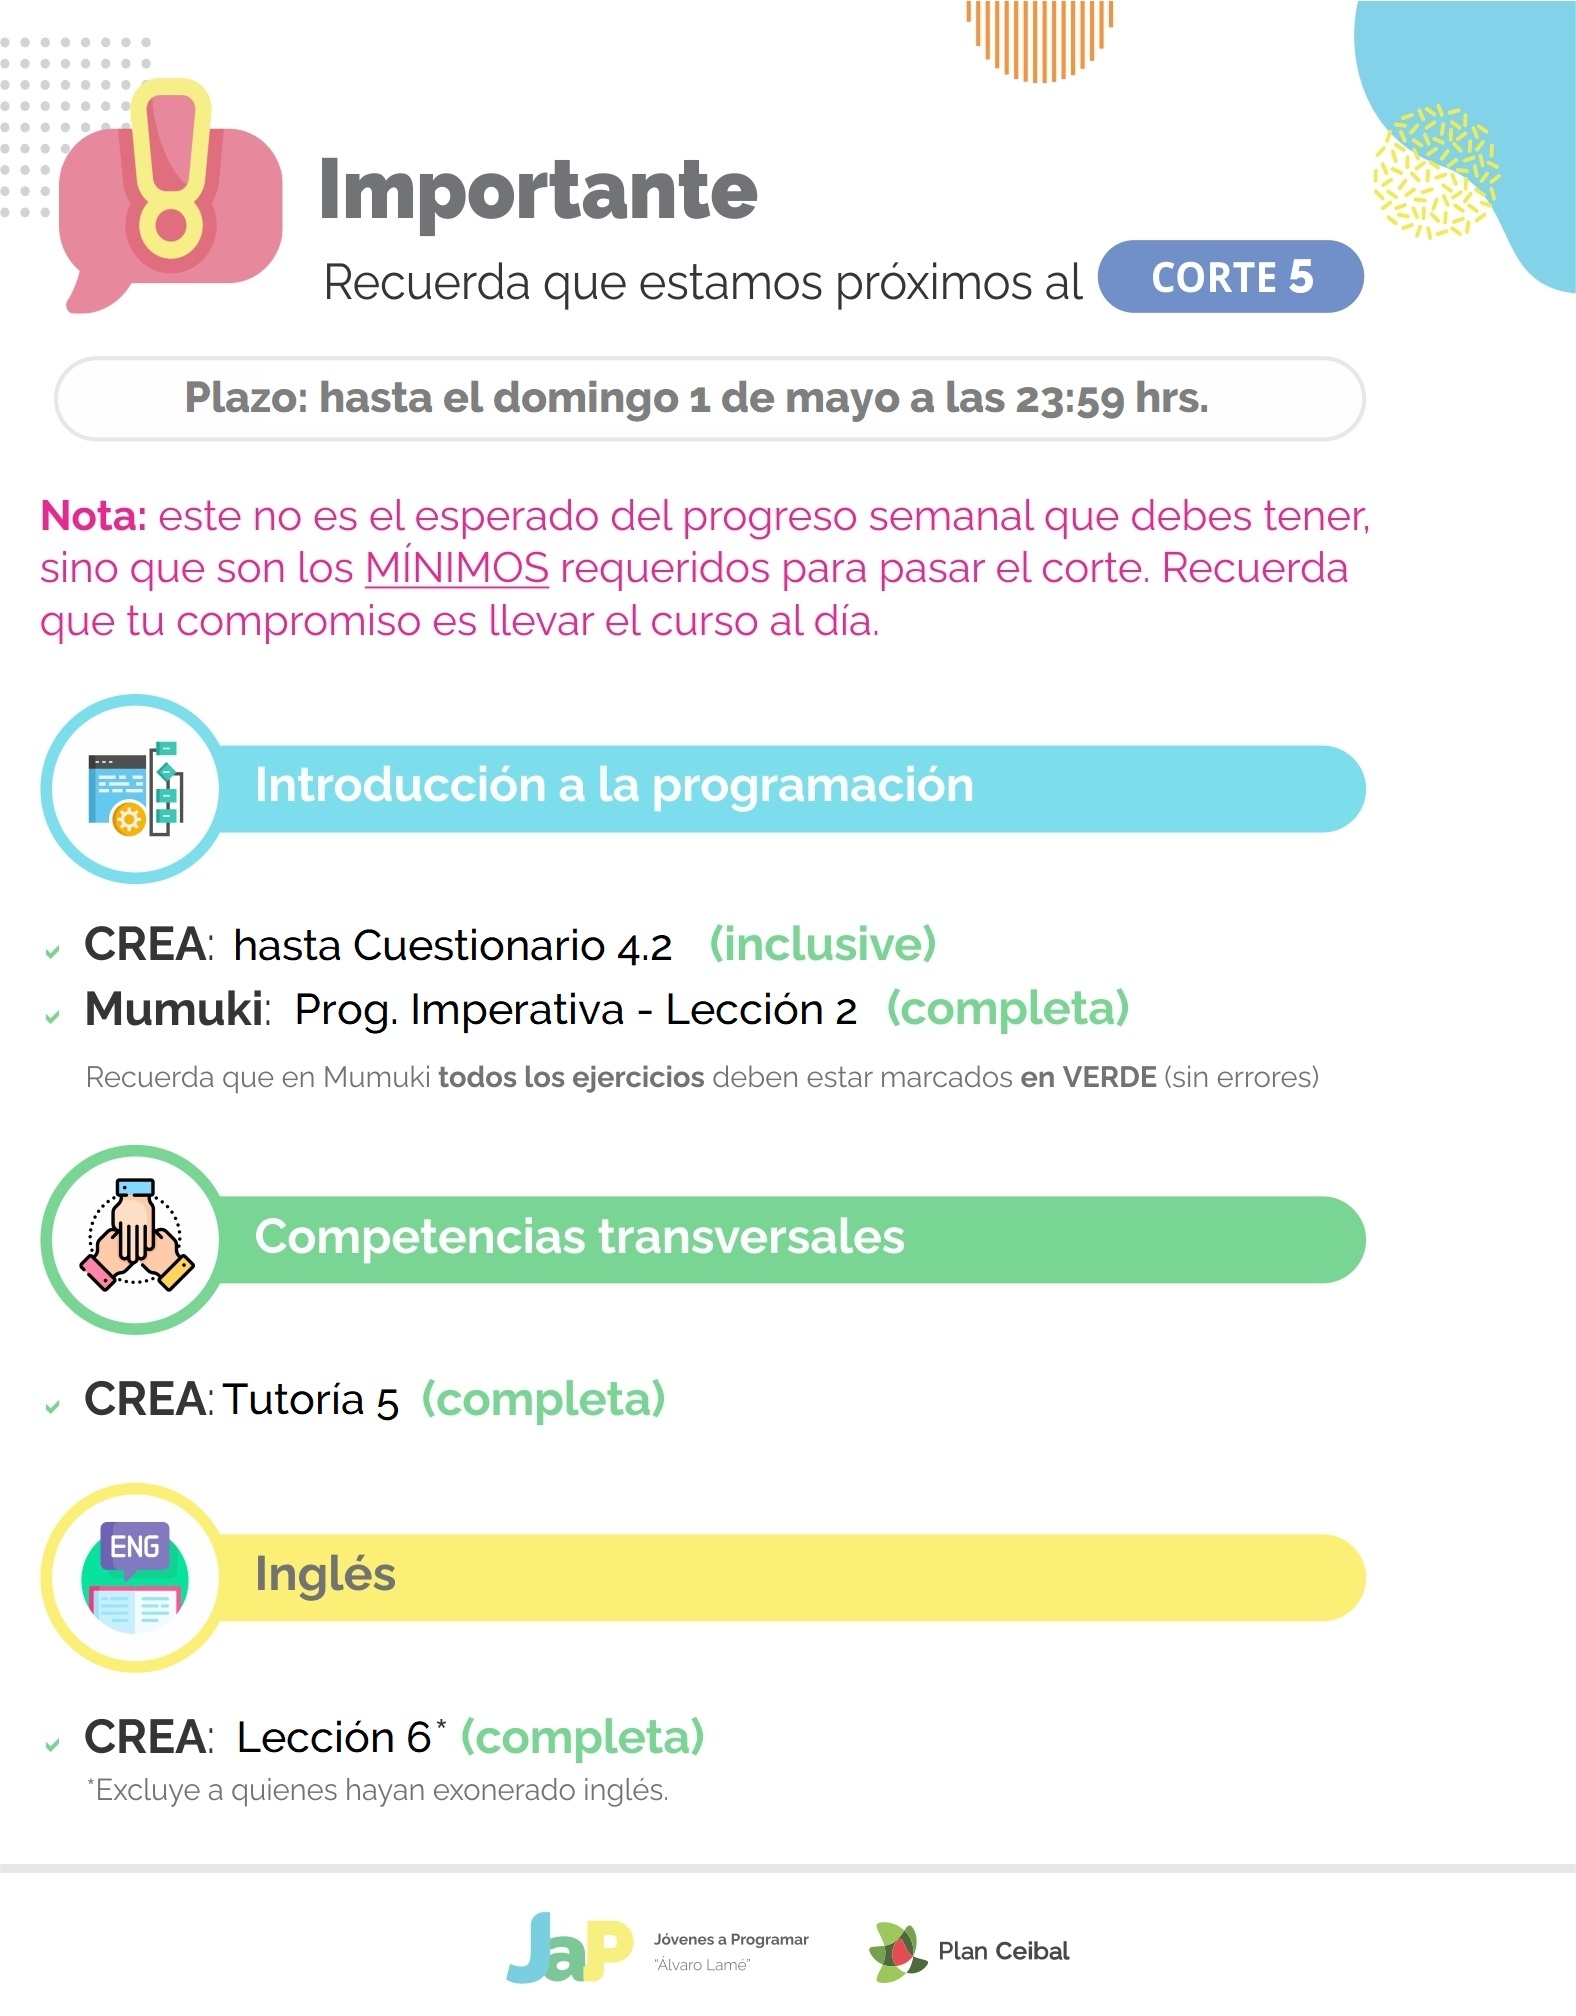 Importante
Recuerda que estamos próximos al CORTE 5
Plazo: hasta el domingo 1 de mayo a las 23:59 hrs.
Nota: este no es el esperado del progreso semanal que debes tener,
sino que son los MÍNIMOS requeridos para pasar el corte. Recuerda
que tu compromiso es llevar el curso al día.
Introducción a la programación
CREA: hasta Cuestionario 4.2 (inclusive)
Mumuki: Prog. Imperativa - Lección 2 (completa)
Recuerda que en Mumuki todos los ejercicios deben estar marcados en VERDE (sin errores)
Competencias transversales
CREA: Tutoría 5 (completa)
ENG
Inglés
CREA: Lección 6* (completa)
*Excluye a quienes hayan exonerado inglés.
JaP
Jóvenes a Programar
"Álvaro Lamé"
Plan Ceibal